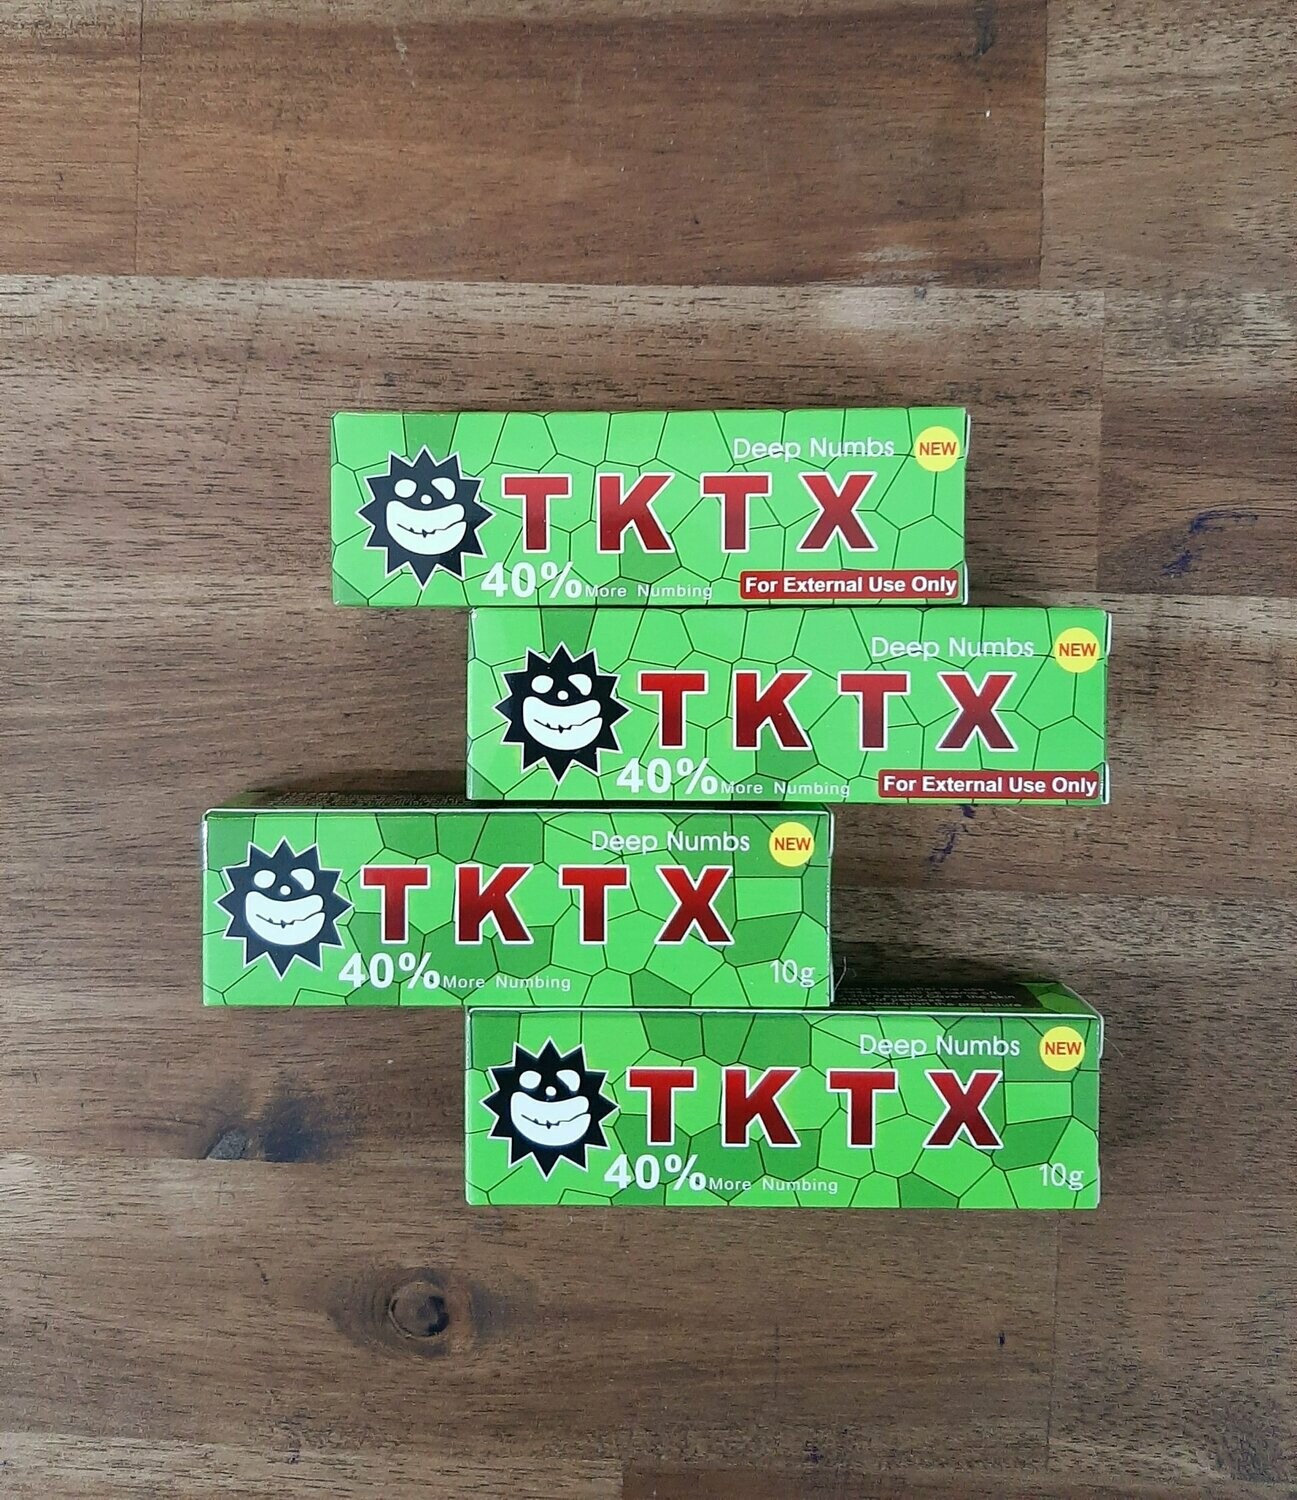 Deep Numbs NEW
TKTX
40% More Numbing For External Use Only
Deep Numbs NEW
TKTX
40% More Numbing For External Use Only
Deep Numbs NEW
TKTX
40% More Numbing 10g
Deep Numbs NEW
TKTX
40% More Numbing 10g